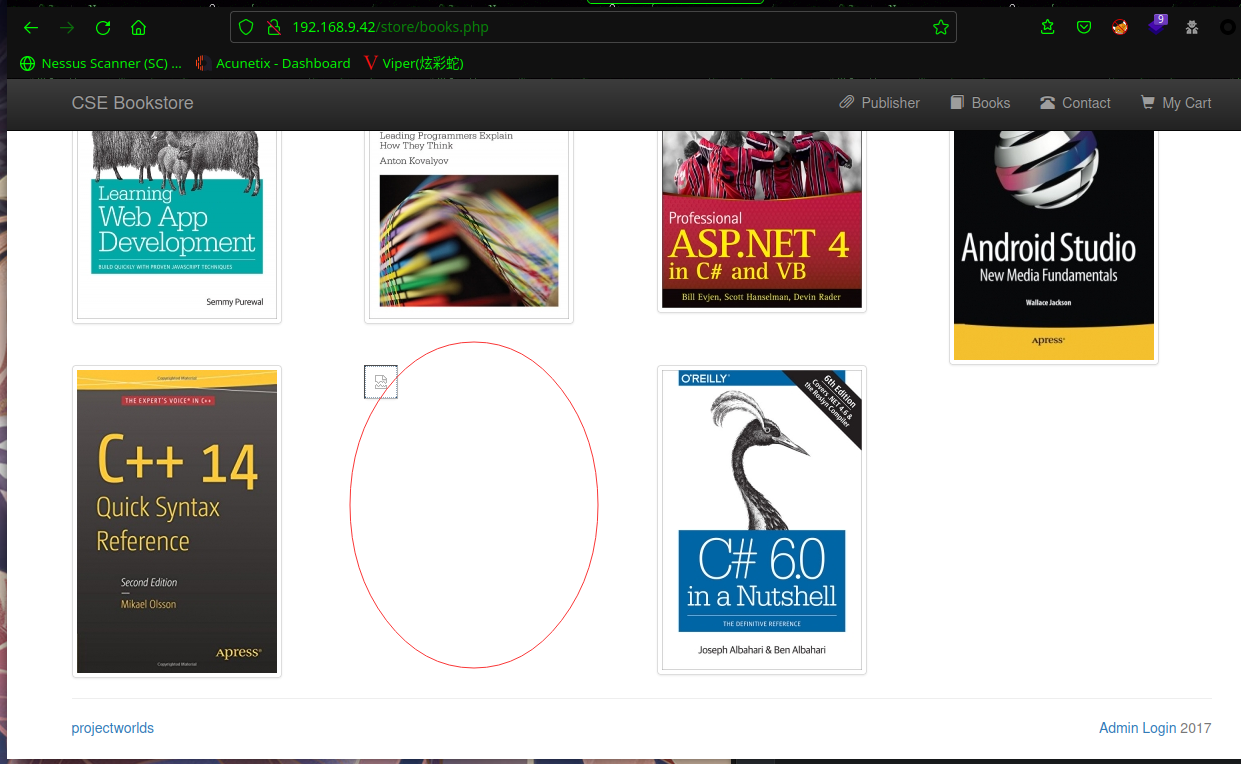 192.168.9.42/store/books.php
9
Nessus Scanner (SC) ...
Acunetix - Dashboard
Viper(炫彩蛇)
CSE Bookstore
Publisher
Books
Contact
My Cart
Learning
Web App
Development
BUILD QUICKLY WITH PROVEN JAVASCRIPT TECHNIQUES
Semmy Purewal
Leading Programmers Explain
How They Think
Anton Kovalyov
Professional
ASP.NET 4
in C# and VB
Bill Evjen, Scott Hanselman, Devin Rader
Android Studio
New Media Fundamentals
Wallace Jackson
Apress®
Copyrighted Material
THE EXPERT'S VOICE® IN C++
C++ 14
Quick Syntax
Reference
Second Edition
Mikael Olsson
Apress®
Copyrighted Material
O'REILLY®
6th Edition
Covers .NET 4.6 &
the Roslyn Compiler
C# 6.0
in a Nutshell
THE DEFINITIVE REFERENCE
Joseph Albahari & Ben Albahari
projectworlds
Admin Login 2017